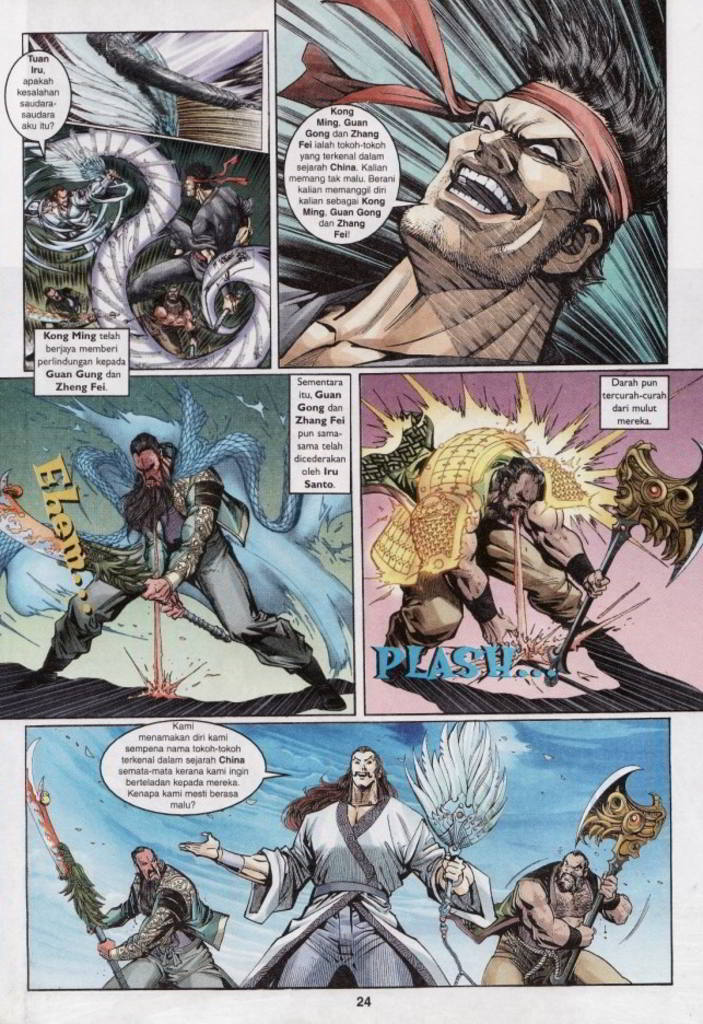 Tuan
Iru,
apakah
kesalahan
saudara-
saudara
aku itu?
Kong
Ming, Guan
Gong dan Zhang
Fei ialah tokoh-tokoh
yang terkenal dalam
sejarah China. Kalian
memang tak malu. Berani
kalian memanggil diri
kalian sebagai Kong
Ming, Guan Gong
dan Zhang
Fei!
Kong Ming telah
berjaya memberi
perlindungan kepada
Guan Gung dan
Zheng Fei.
Sementara
itu, Guan
Gong dan
Zhang Fei
pun sama-
sama telah
dicederakan
oleh Iru
Santo.
Ehem...
Darah pun
tercurah-curah
dari mulut
mereka.
PLASH...
Kami
menamakan diri kami
sempena nama tokoh-tokoh
terkenal dalam sejarah China
semata-mata kerana kami ingin
berteladan kepada mereka.
Kenapa kami mesti berasa
malu?
24